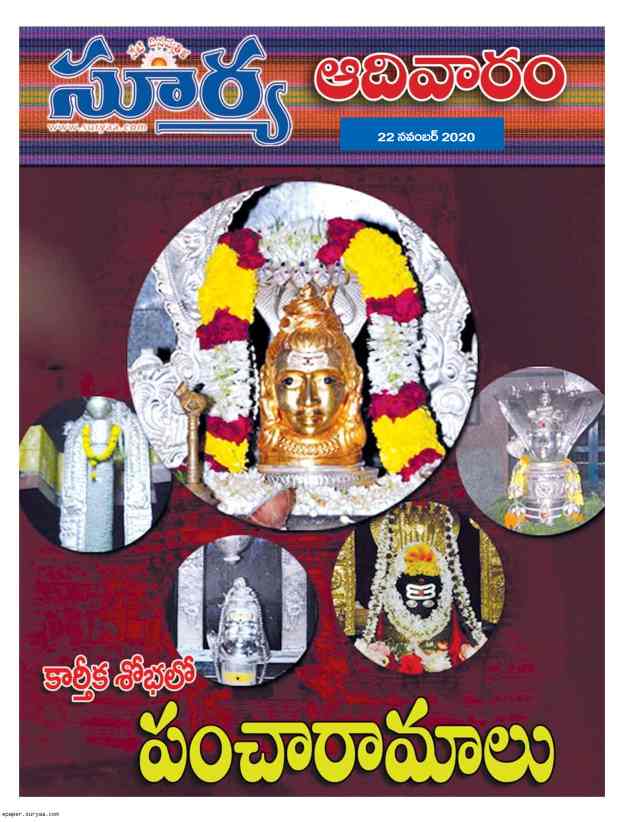 సూర్య
www.suryaa.com
ఆదివారం
22 నవంబర్ 2020
కార్తీక శోభలో
పంచారామాలు
epaper.suryaa.com